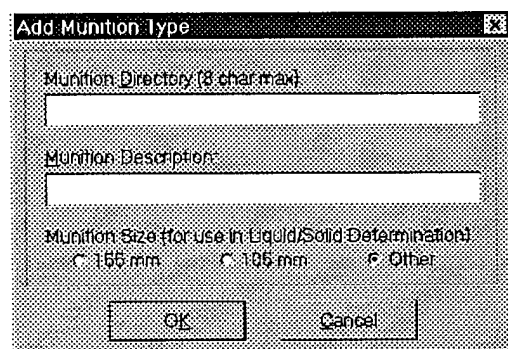 Add Munition Type
Munition Directory (8 char max)
Munition Description:
Munition Size (for use in Liquid/Solid Determination)
155 mm 105 mm Other
OK Cancel